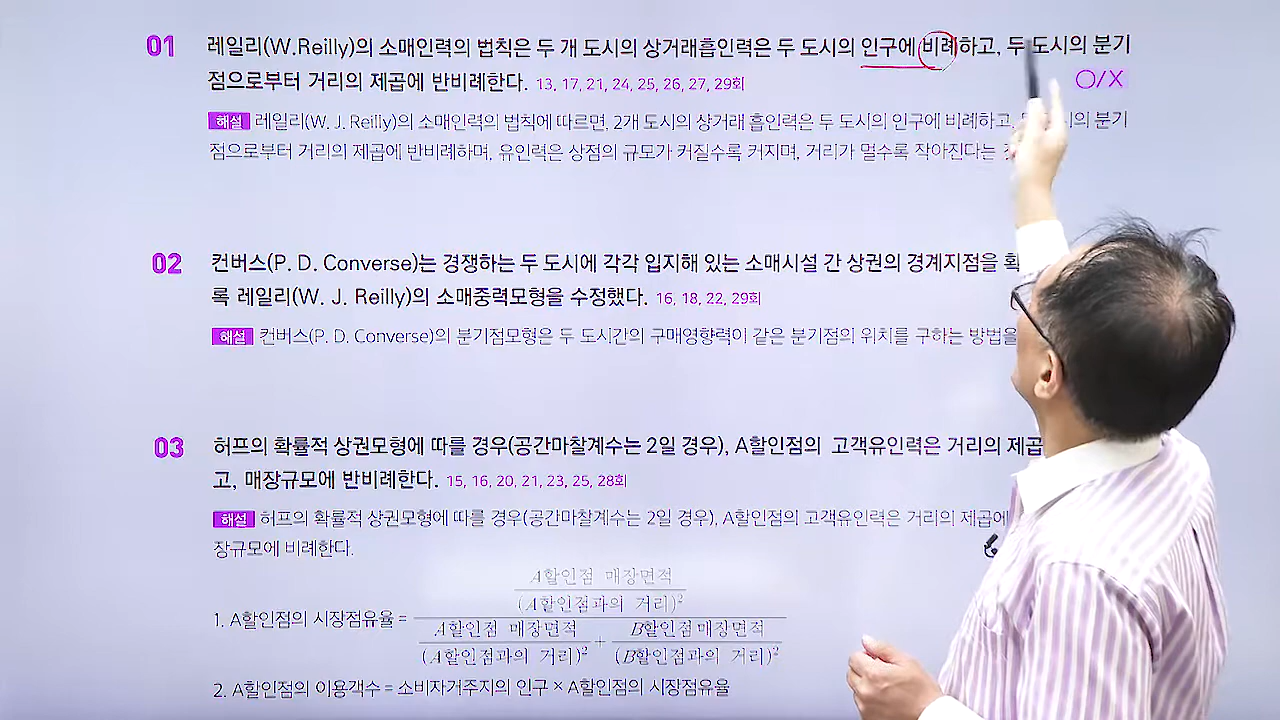 01 레일리(W.Reilly)의 소매인력의 법칙은 두 개 도시의 상거래흡인력은 두 도시의 인구에 비례하고, 두 도시의 분기
점으로부터 거리의 제곱에 반비례한다. 13, 17, 21, 24, 25, 26, 27, 29회 O/X
해설 레일리(W. J. Reilly)의 소매인력의 법칙에 따르면, 2개 도시의 상거래 흡인력은 두 도시의 인구에 비례하고, 의 분기
점으로부터 거리의 제곱에 반비례하며, 유인력은 상점의 규모가 커질수록 커지며, 거리가 멀수록 작아진다는
02 컨버스(P. D. Converse)는 경쟁하는 두 도시에 각각 입지해 있는 소매시설 간 상권의 경계지점을
록 레일리(W. J. Reilly)의 소매중력모형을 수정했다. 16, 18, 22, 29회
해설 컨버스(P. D. Converse)의 분기점모형은 두 도시간의 구매영향력이 같은 분기점의 위치를 구하는 방법을
03 허프의 확률적 상권모형에 따를 경우(공간마찰계수는 2일 경우), A할인점의 고객유인력은 거리의 제곱
고, 매장규모에 반비례한다. 15, 16, 20, 21, 23, 25, 28회
해설 허프의 확률적 상권모형에 따를 경우(공간마찰계수는 2일 경우), A할인점의 고객유인력은 거리의 제곱에
장규모에 비례한다.
A할인점 매장면적
(A할인점과의 거리)²
1. A할인점의 시장점유율 =
A할인점 매장면적 + B할인점매장면적
(A할인점과의 거리)² (B할인점과의 거리)²
2. A할인점의 이용객수 = 소비자거주지의 인구 × A할인점의 시장점유율